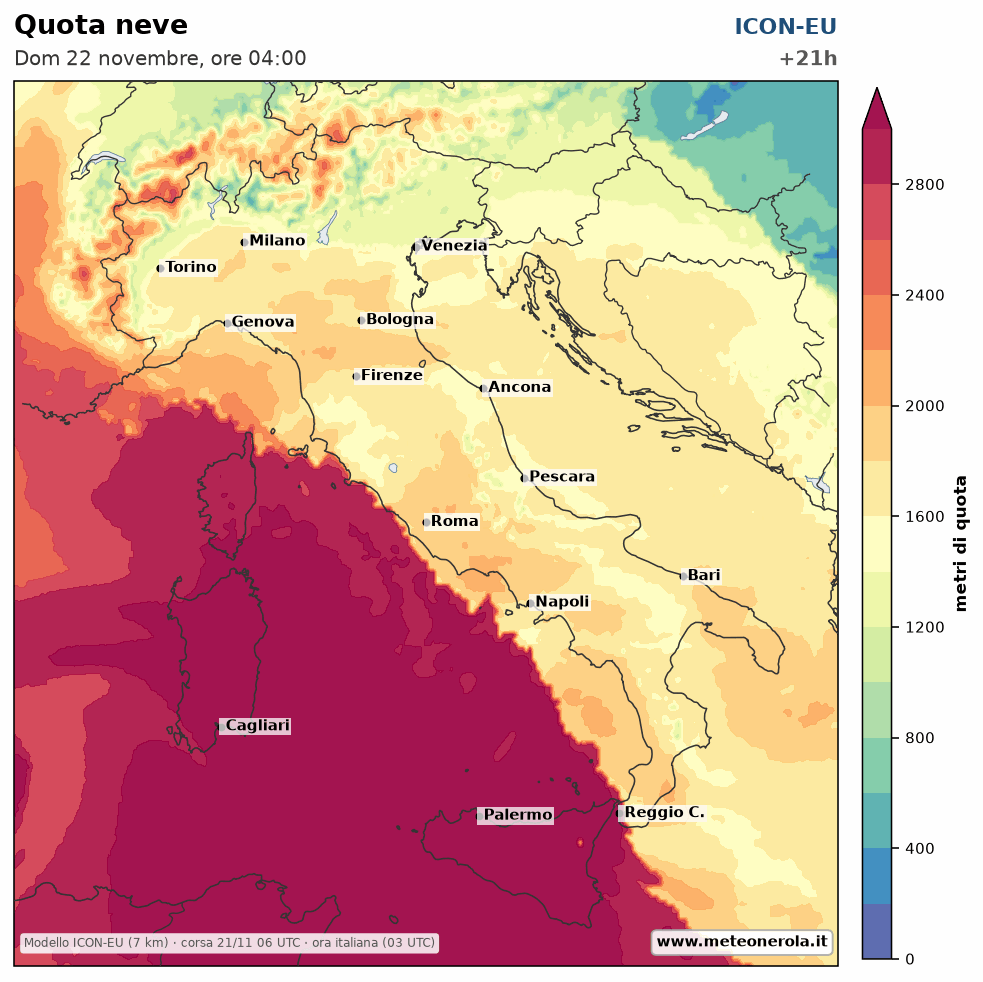 Quota neve
ICON-EU
Dom 22 novembre, ore 04:00
+21h
Milano
Venezia
Torino
Genova
Bologna
Firenze
Ancona
Pescara
Roma
Bari
Napoli
Cagliari
Palermo
Reggio C.
2800
2400
2000
1600
1200
800
400
0
metri di quota
Modello ICON-EU (7 km) · corsa 21/11 06 UTC · ora italiana (03 UTC)
www.meteonerola.it